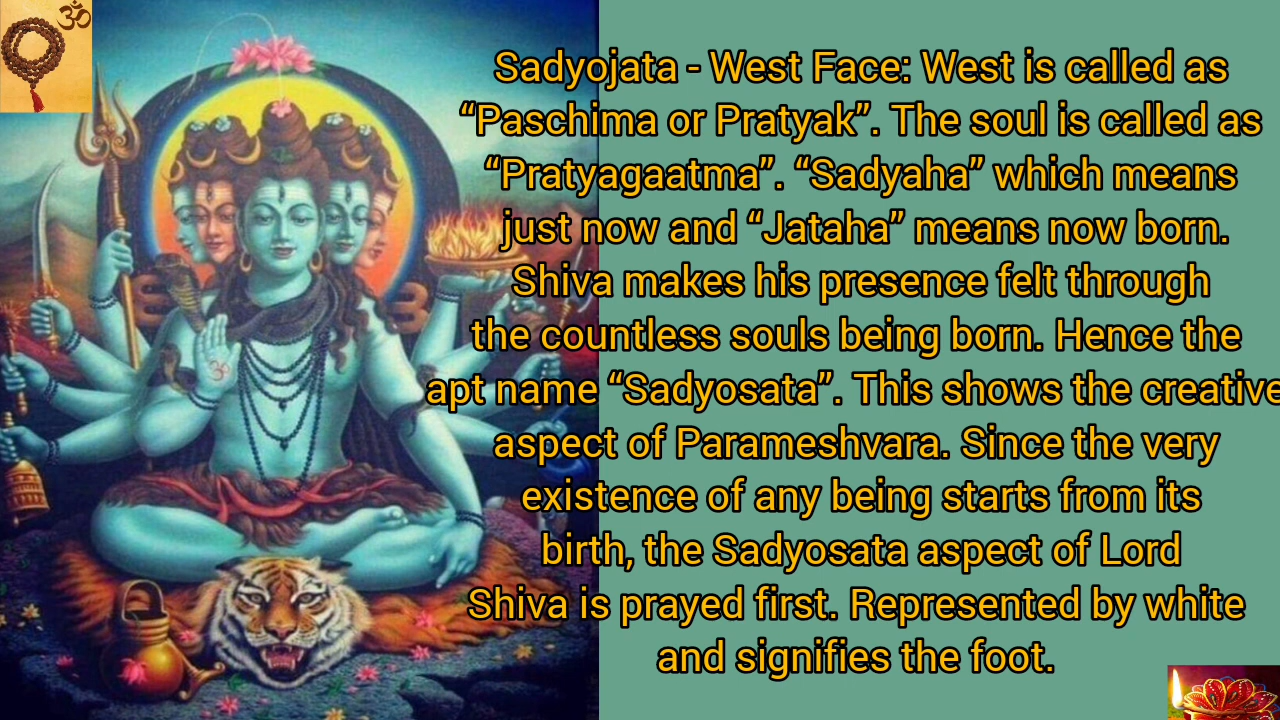 ॐ
Sadyojata - West Face: West is called as
“Paschima or Pratyak”. The soul is called as
“Pratyagaatma”. “Sadyaha” which means
just now and “Jataha” means now born.
Shiva makes his presence felt through
the countless souls being born. Hence the
apt name “Sadyosata”. This shows the creative
aspect of Parameshvara. Since the very
existence of any being starts from its
birth, the Sadyosata aspect of Lord
Shiva is prayed first. Represented by white
and signifies the foot.
ॐ